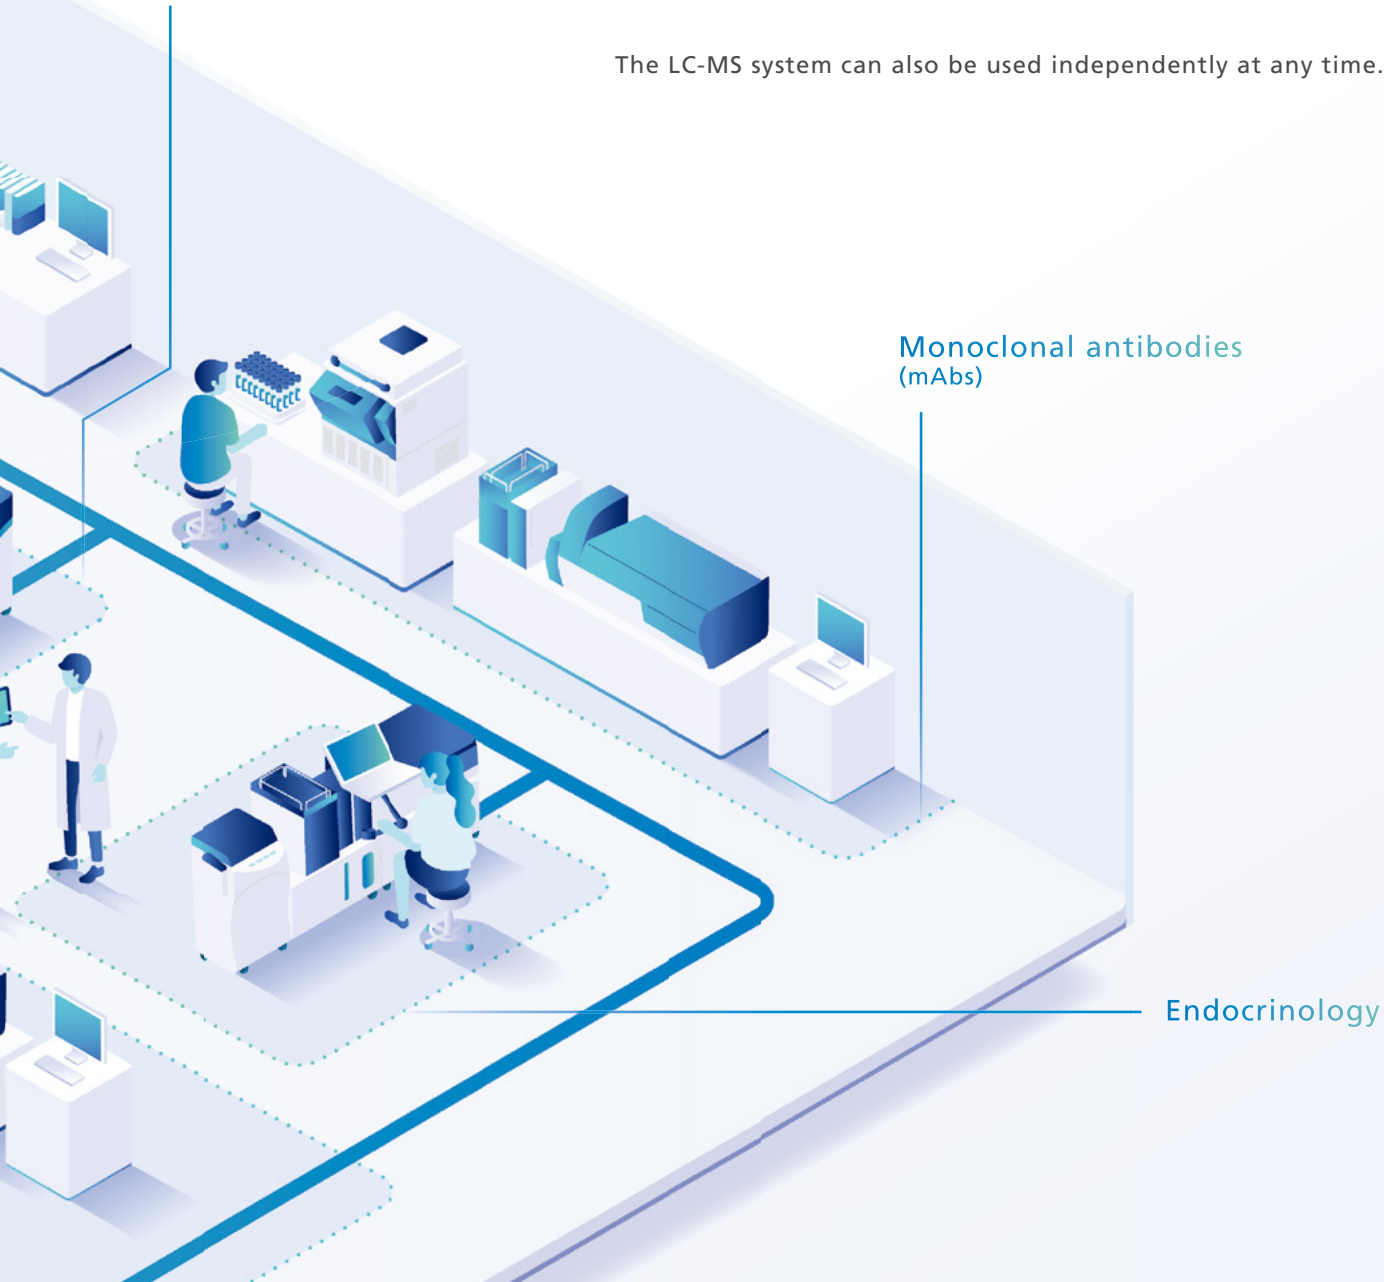 The LC-MS system can also be used independently at any time.
Monoclonal antibodies
(mAbs)
Endocrinology